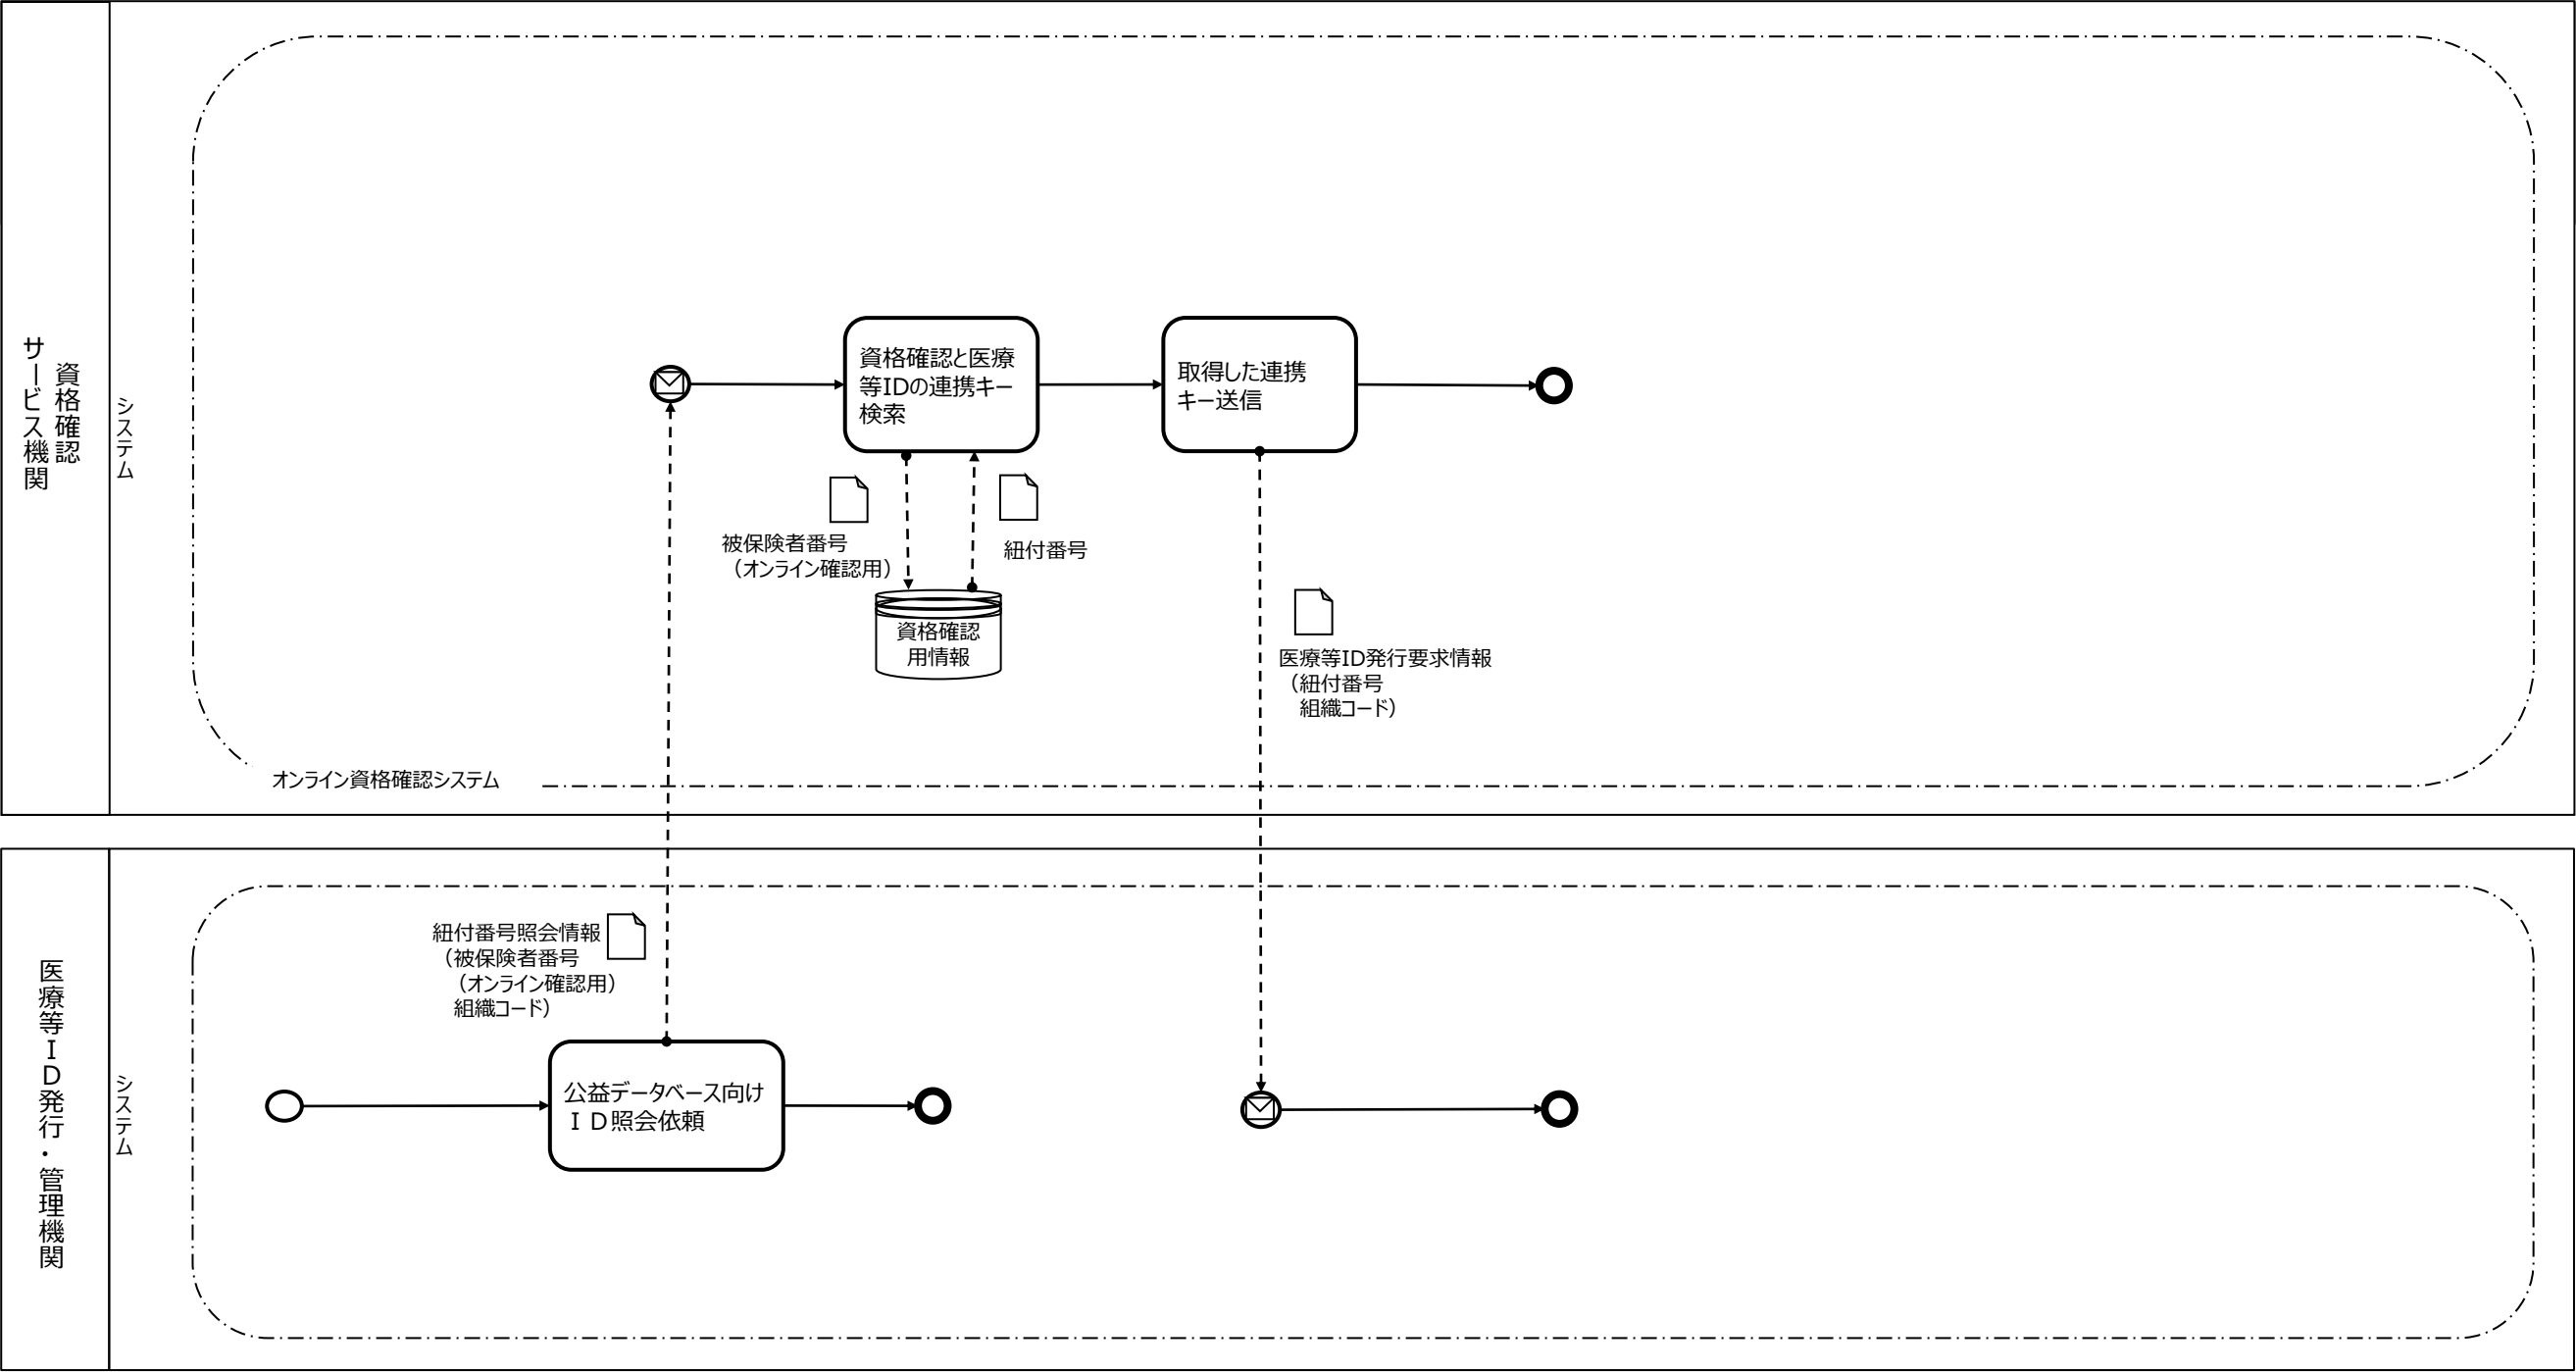 資格確認
サービス機関
システム
資格確認と医療
等IDの連携キー
検索
取得した連携
キー送信
被保険者番号
（オンライン確認用）
紐付番号
資格確認
用情報
医療等ID発行要求情報
（紐付番号
組織コード）
オンライン資格確認システム
医療等ＩＤ発行・管理機関
システム
紐付番号照会情報
（被保険者番号
（オンライン確認用）
組織コード）
公益データベース向け
ＩＤ照会依頼